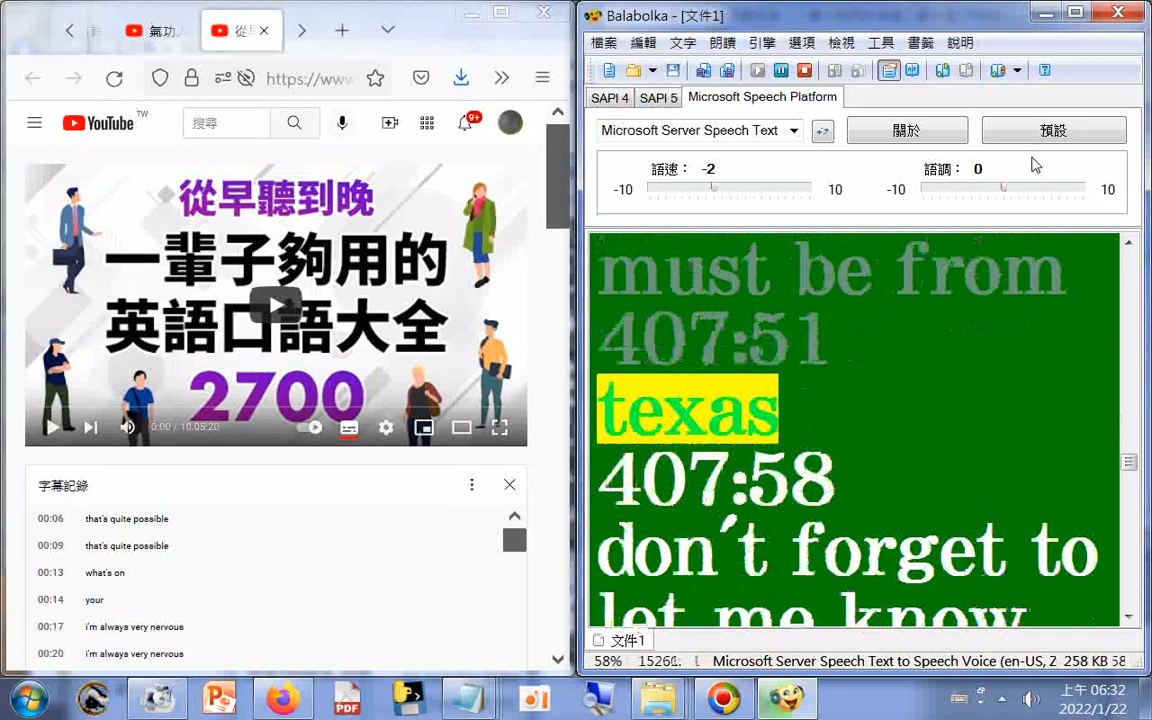 氣功
從
https://www.
YouTube TW
搜尋
9+
從早聽到晚
一輩子夠用的
英語口語大全
2700
0:00 / 10:05:20
字幕記錄
00:06 that's quite possible
00:09 that's quite possible
00:13 what's on
00:14 your
00:17 i'm always very nervous
00:20 i'm always very nervous
Balabolka - [文件1]
檔案 編輯 文字 朗讀 引擎 選項 檢視 工具 書籤 說明
SAPI 4 SAPI 5 Microsoft Speech Platform
Microsoft Server Speech Text 關於 預設
語速： -2 語調： 0
-10 10 -10 10
must be from
407:51
texas
407:58
don't forget to
let me know
文件1
58% Microsoft Server Speech Text to Speech Voice (en-US, Z 258 KB
PDF
上午 06:32
2022/1/22